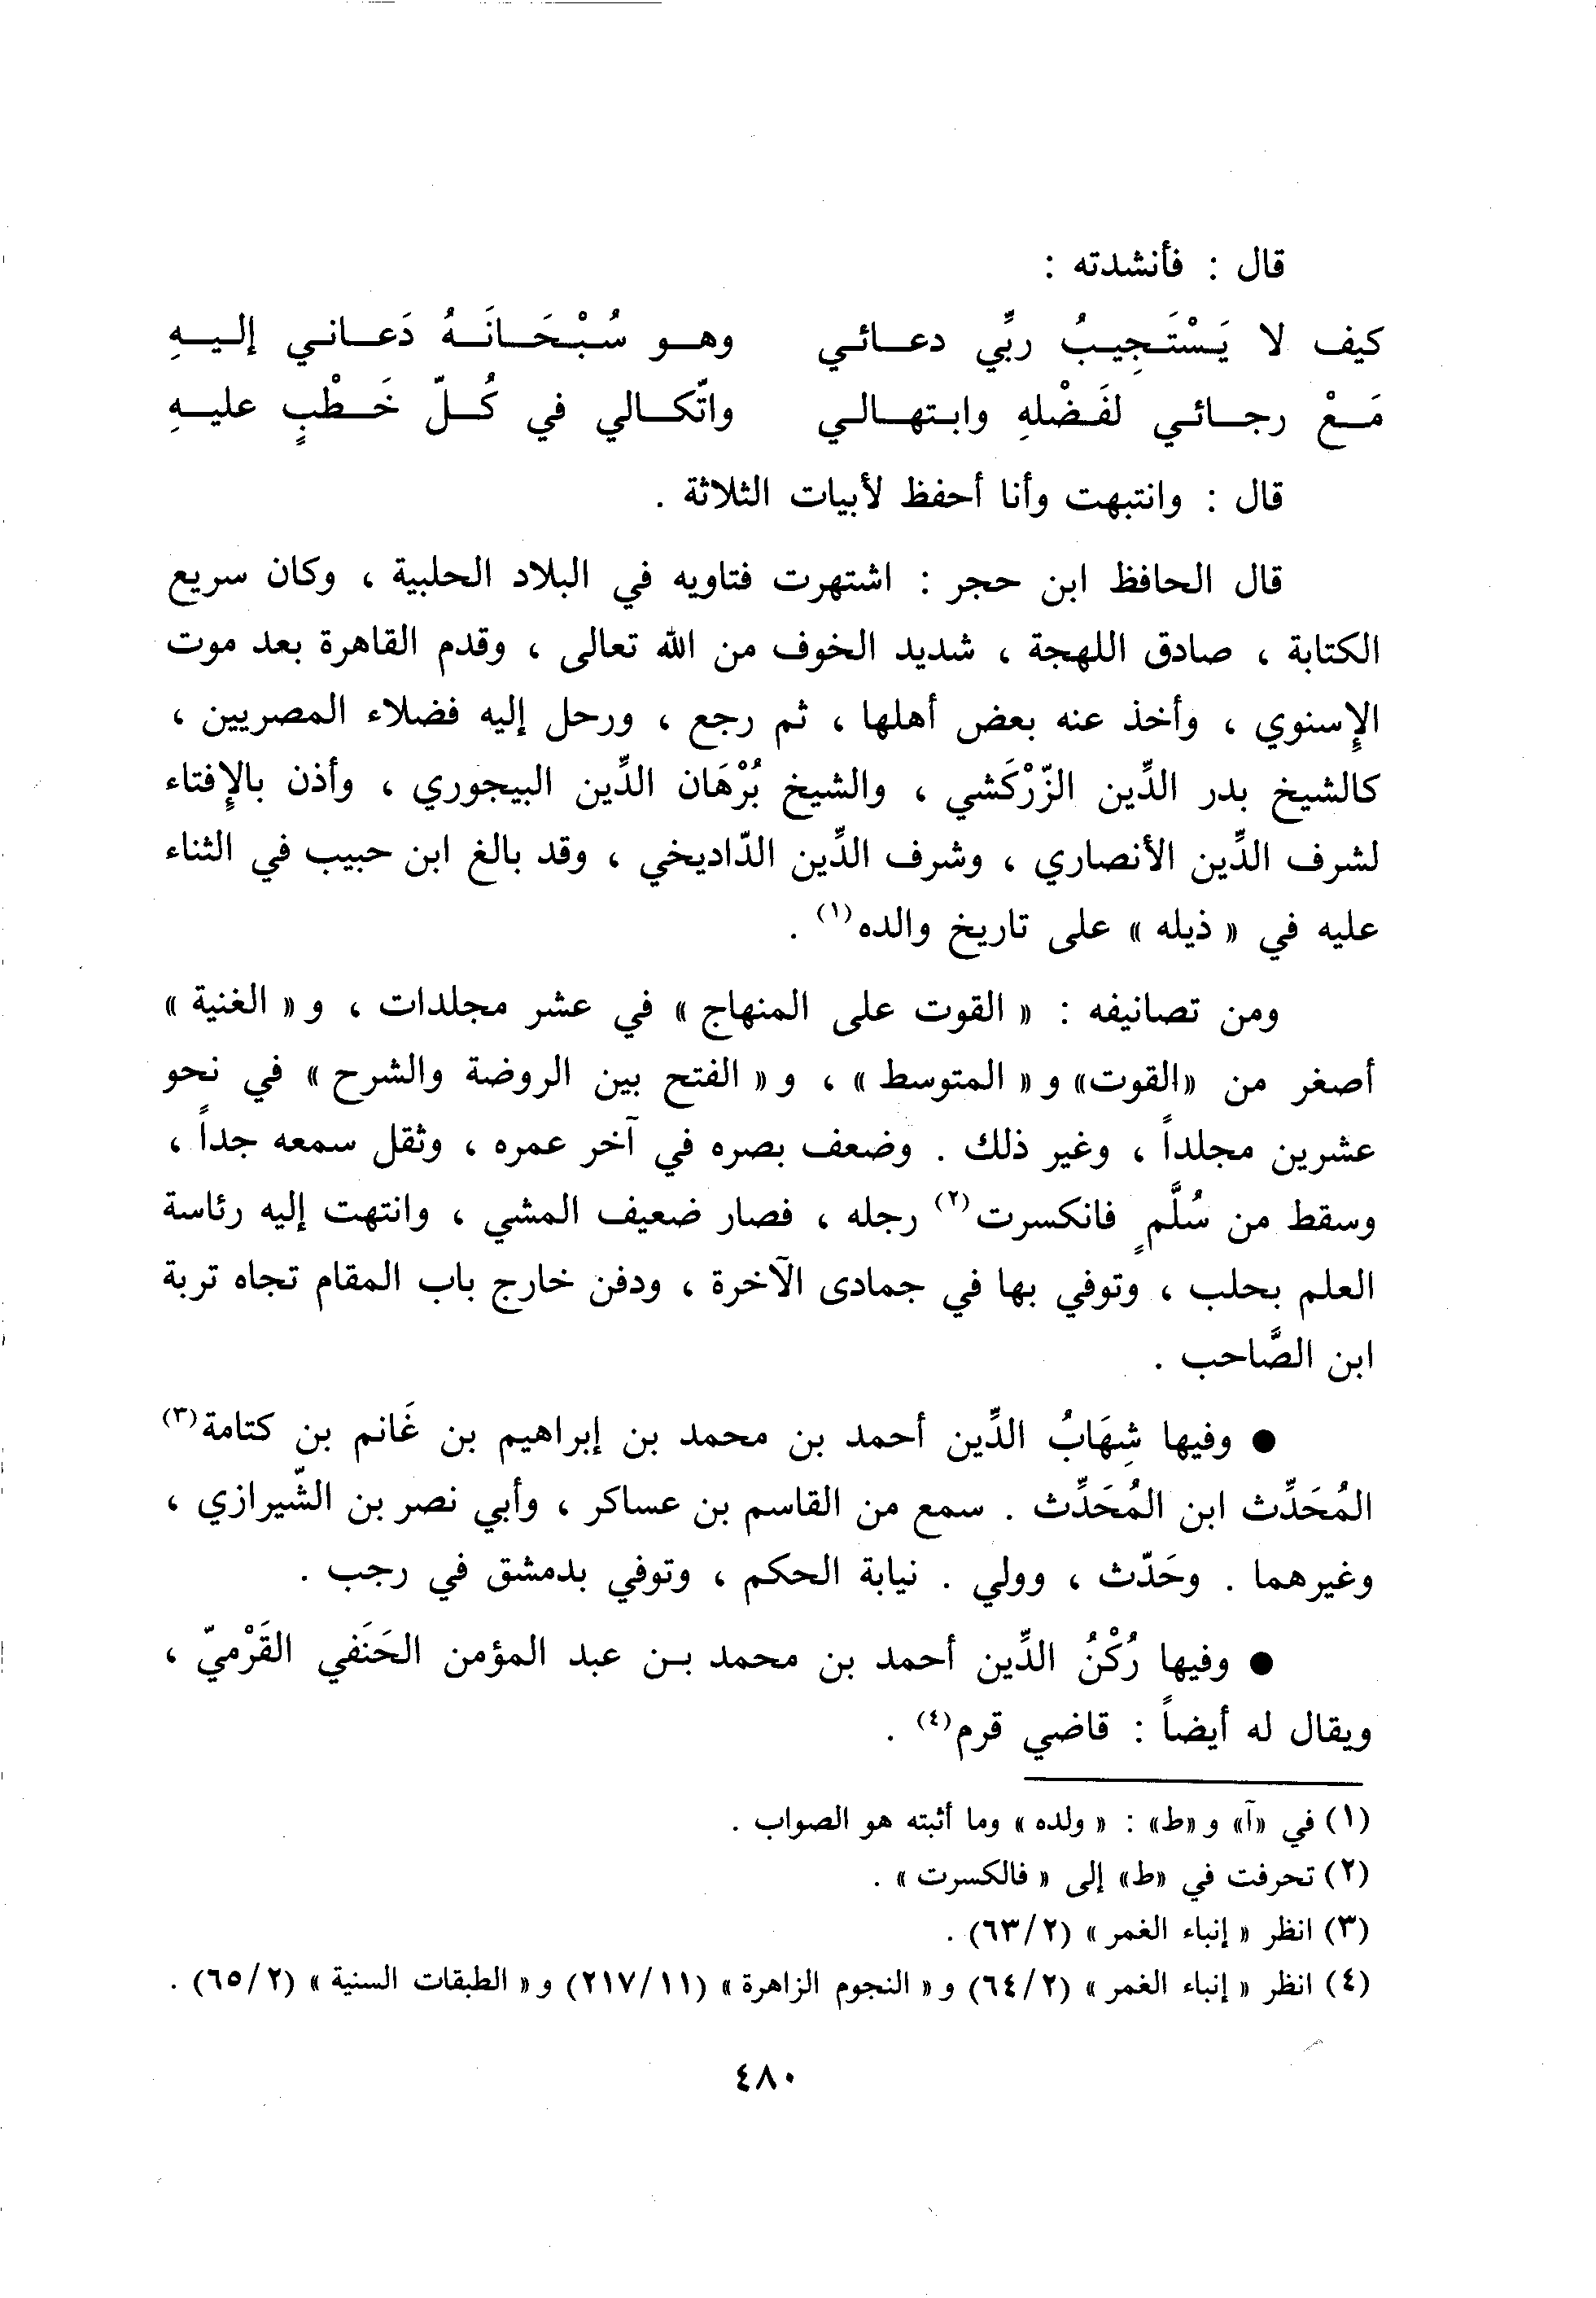 قال : فأنشدته :
كيف لا يَسْتَجِيبُ ربِّي دعائي وهو سُبْحَانَهُ دَعاني إليهِ
مَعْ رجائي لفَضْلهِ وابتهالي واتّكالي في كُلّ خَطْبٍ عليهِ
قال : وانتبهت وأنا أحفظ لأبيات الثلاثة .
قال الحافظ ابن حجر : اشتهرت فتاويه في البلاد الحلبية ، وكان سريع
الكتابة ، صادق اللهجة ، شديد الخوف من الله تعالى ، وقدم القاهرة بعد موت
الإسنوي ، وأخذ عنه بعض أهلها ، ثم رجع ، ورحل إليه فضلاء المصريين ،
كالشيخ بدر الدِّين الزّرْكَشي ، والشيخ بُرْهَان الدِّين البيجوري ، وأذن بالإفتاء
لشرف الدِّين الأنصاري ، وشرف الدِّين الدّاديخي ، وقد بالغ ابن حبيب في الثناء
عليه في « ذيله » على تاريخ والده(١) .
ومن تصانيفه : « القوت على المنهاج » في عشر مجلدات ، و « الغنية »
أصغر من «القوت» و « المتوسط » ، و « الفتح بين الروضة والشرح » في نحو
عشرين مجلداً ، وغير ذلك . وضعف بصره في آخر عمره ، وثقل سمعه جداً ،
وسقط من سُلَّمٍ فانكسرت(٢) رجله ، فصار ضعيف المشي ، وانتهت إليه رئاسة
العلم بحلب ، وتوفي بها في جمادى الآخرة ، ودفن خارج باب المقام تجاه تربة
ابن الصَّاحب .
● وفيها شِهَابُ الدِّين أحمد بن محمد بن إبراهيم بن غَانم بن كتامة(٣)
المُحَدِّث ابن المُحَدِّث . سمع من القاسم بن عساكر ، وأبي نصر بن الشّيرازي ،
وغيرهما . وحَدّث ، وولي . نيابة الحكم ، وتوفي بدمشق في رجب .
● وفيها رُكْنُ الدِّين أحمد بن محمد بن عبد المؤمن الحَنَفي القَرْميّ ،
ويقال له أيضاً : قاضي قرم(٤) .
(١) في «آ» و «ط» : « ولده » وما أثبته هو الصواب .
(٢) تحرفت في «ط» إلى « فالكسرت » .
(٣) انظر « إنباء الغمر » (٢/٦٣) .
(٤) انظر « إنباء الغمر » (٢/٦٤) و « النجوم الزاهرة » (١١/٢١٧) و « الطبقات السنية » (٢/٦٥) .
٤٨٠